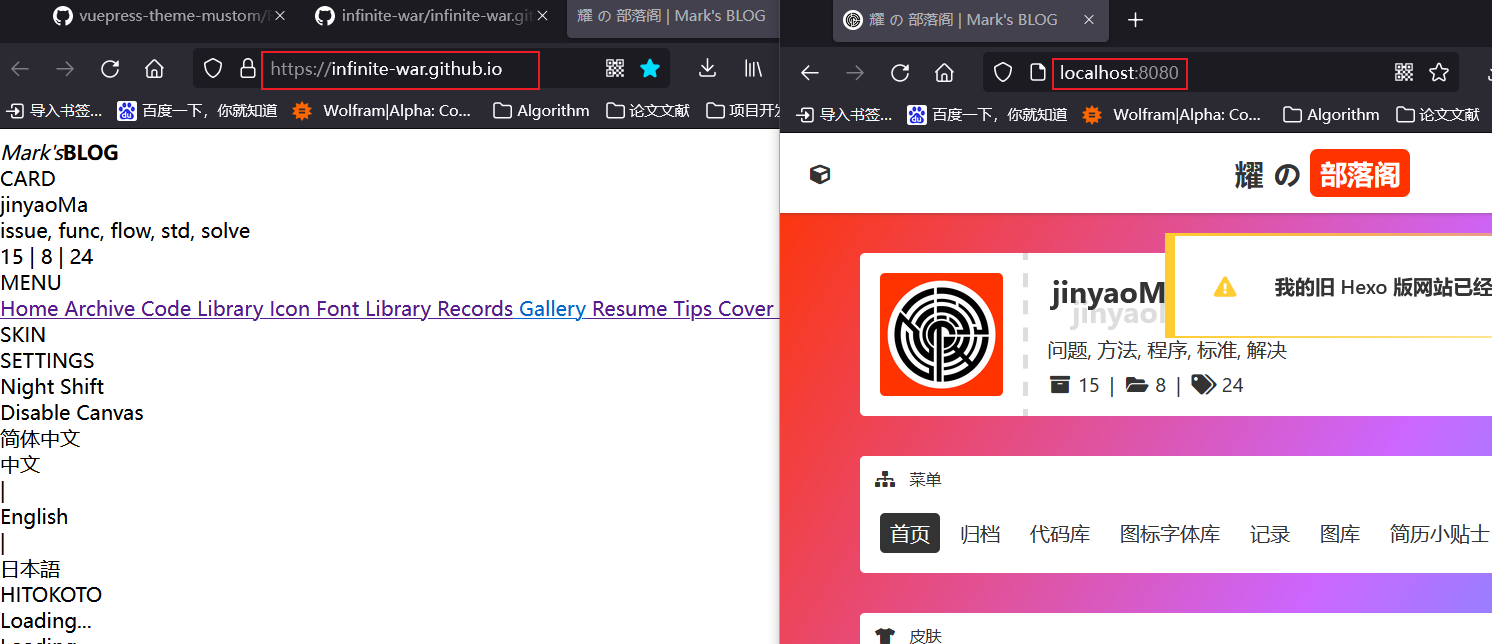 vuepress-theme-mustom/
infinite-war/infinite-war.git
耀 の 部落阁 | Mark's BLOG
https://infinite-war.github.io
导入书签...
百度一下，你就知道
Wolfram|Alpha: Co...
Algorithm
论文文献
项目开发
Mark'sBLOG
CARD
jinyaoMa
issue, func, flow, std, solve
15 | 8 | 24
MENU
Home Archive Code Library Icon Font Library Records Gallery Resume Tips Cover
SKIN
SETTINGS
Night Shift
Disable Canvas
简体中文
中文
|
English
|
日本語
HITOKOTO
Loading...
耀 の 部落阁 | Mark's BLOG
localhost:8080
导入书签...
百度一下，你就知道
Wolfram|Alpha: Co...
Algorithm
论文文献
耀 の 部落阁
jinyaoM
jinyaol
我的旧 Hexo 版网站已经
问题, 方法, 程序, 标准, 解决
15 | 8 | 24
菜单
首页 归档 代码库 图标字体库 记录 图库 简历小贴士
皮肤